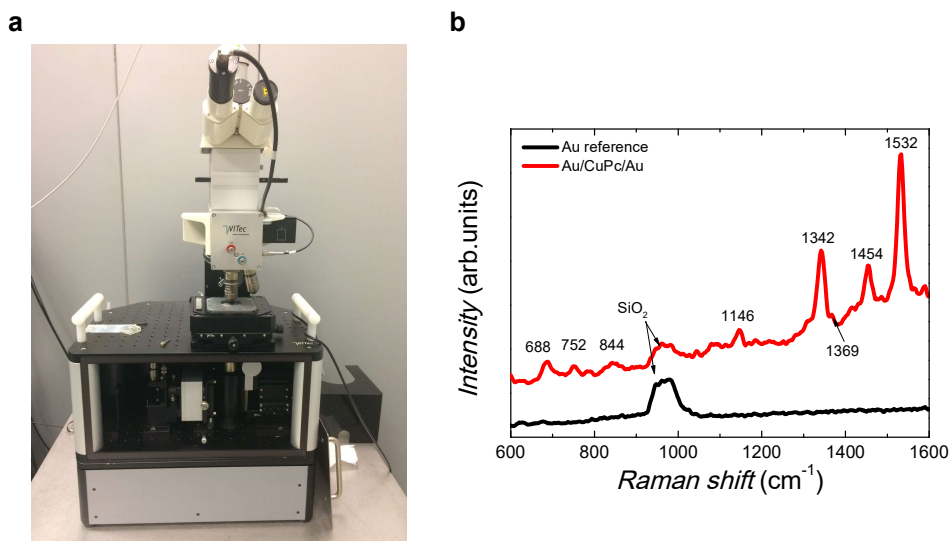 a
b
WITec
Au reference
Au/CuPc/Au
1532
1342
1454
SiO₂
1146
1369
688
752
844
Intensity (arb.units)
600
800
1000
1200
1400
1600
Raman shift (cm⁻¹)